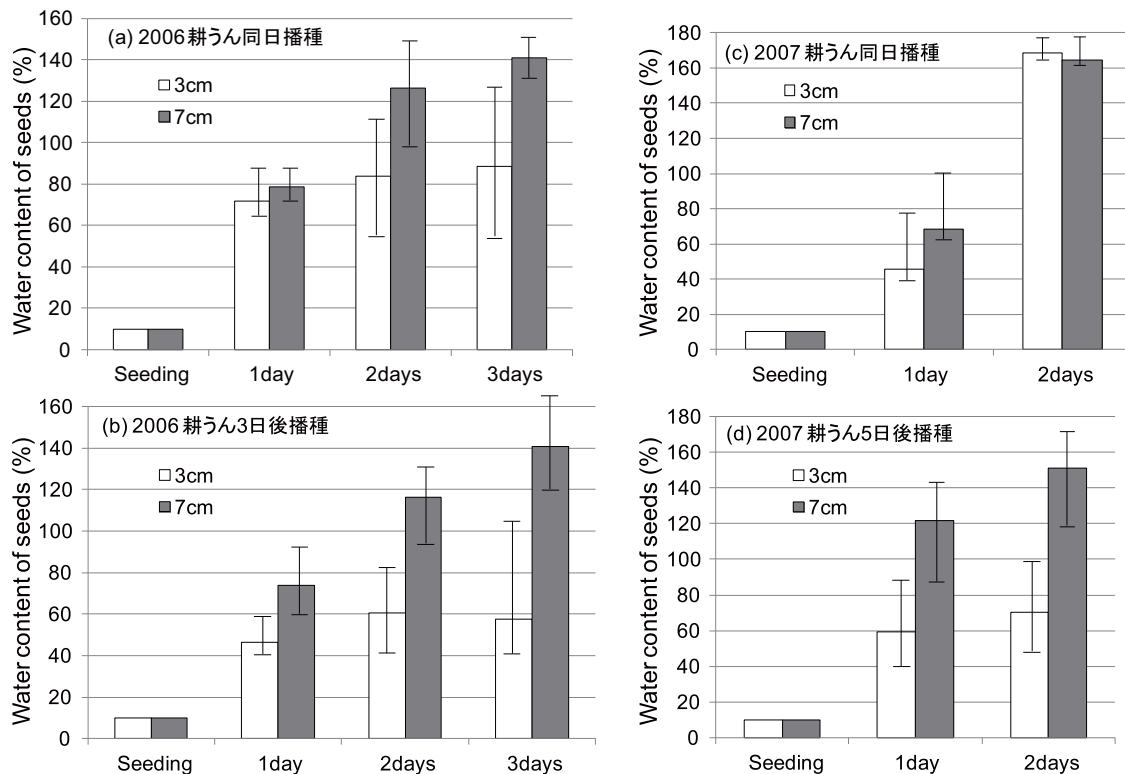 (a) 2006 耕うん同日播種
3cm
7cm
Water content of seeds (%)
160
140
120
100
80
60
40
20
0
Seeding 1day 2days 3days
(c) 2007 耕うん同日播種
3cm
7cm
Water content of seeds (%)
180
160
140
120
100
80
60
40
20
0
Seeding 1day 2days
(b) 2006 耕うん3日後播種
3cm
7cm
Water content of seeds (%)
160
140
120
100
80
60
40
20
0
Seeding 1day 2days 3days
(d) 2007 耕うん5日後播種
3cm
7cm
Water content of seeds (%)
180
160
140
120
100
80
60
40
20
0
Seeding 1day 2days